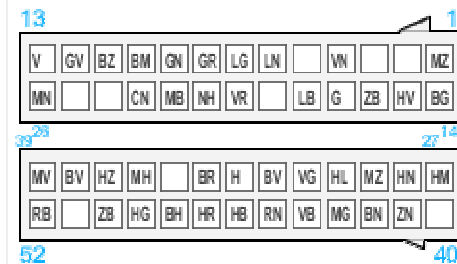 13 1
V GV BZ BM GN GR LG LN VN MZ
MN CN MB NH VR LB G ZB HV BG
39 26 27 14
MV BV HZ MH BR H BV VG HL MZ HN HM
RB ZB HG BH HR HB RN VB MG BN ZN
52 40